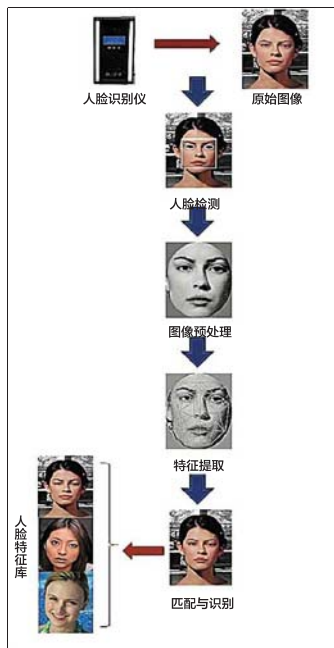 人脸识别仪
原始图像
人脸检测
图像预处理
特征提取
人脸特征库
匹配与识别